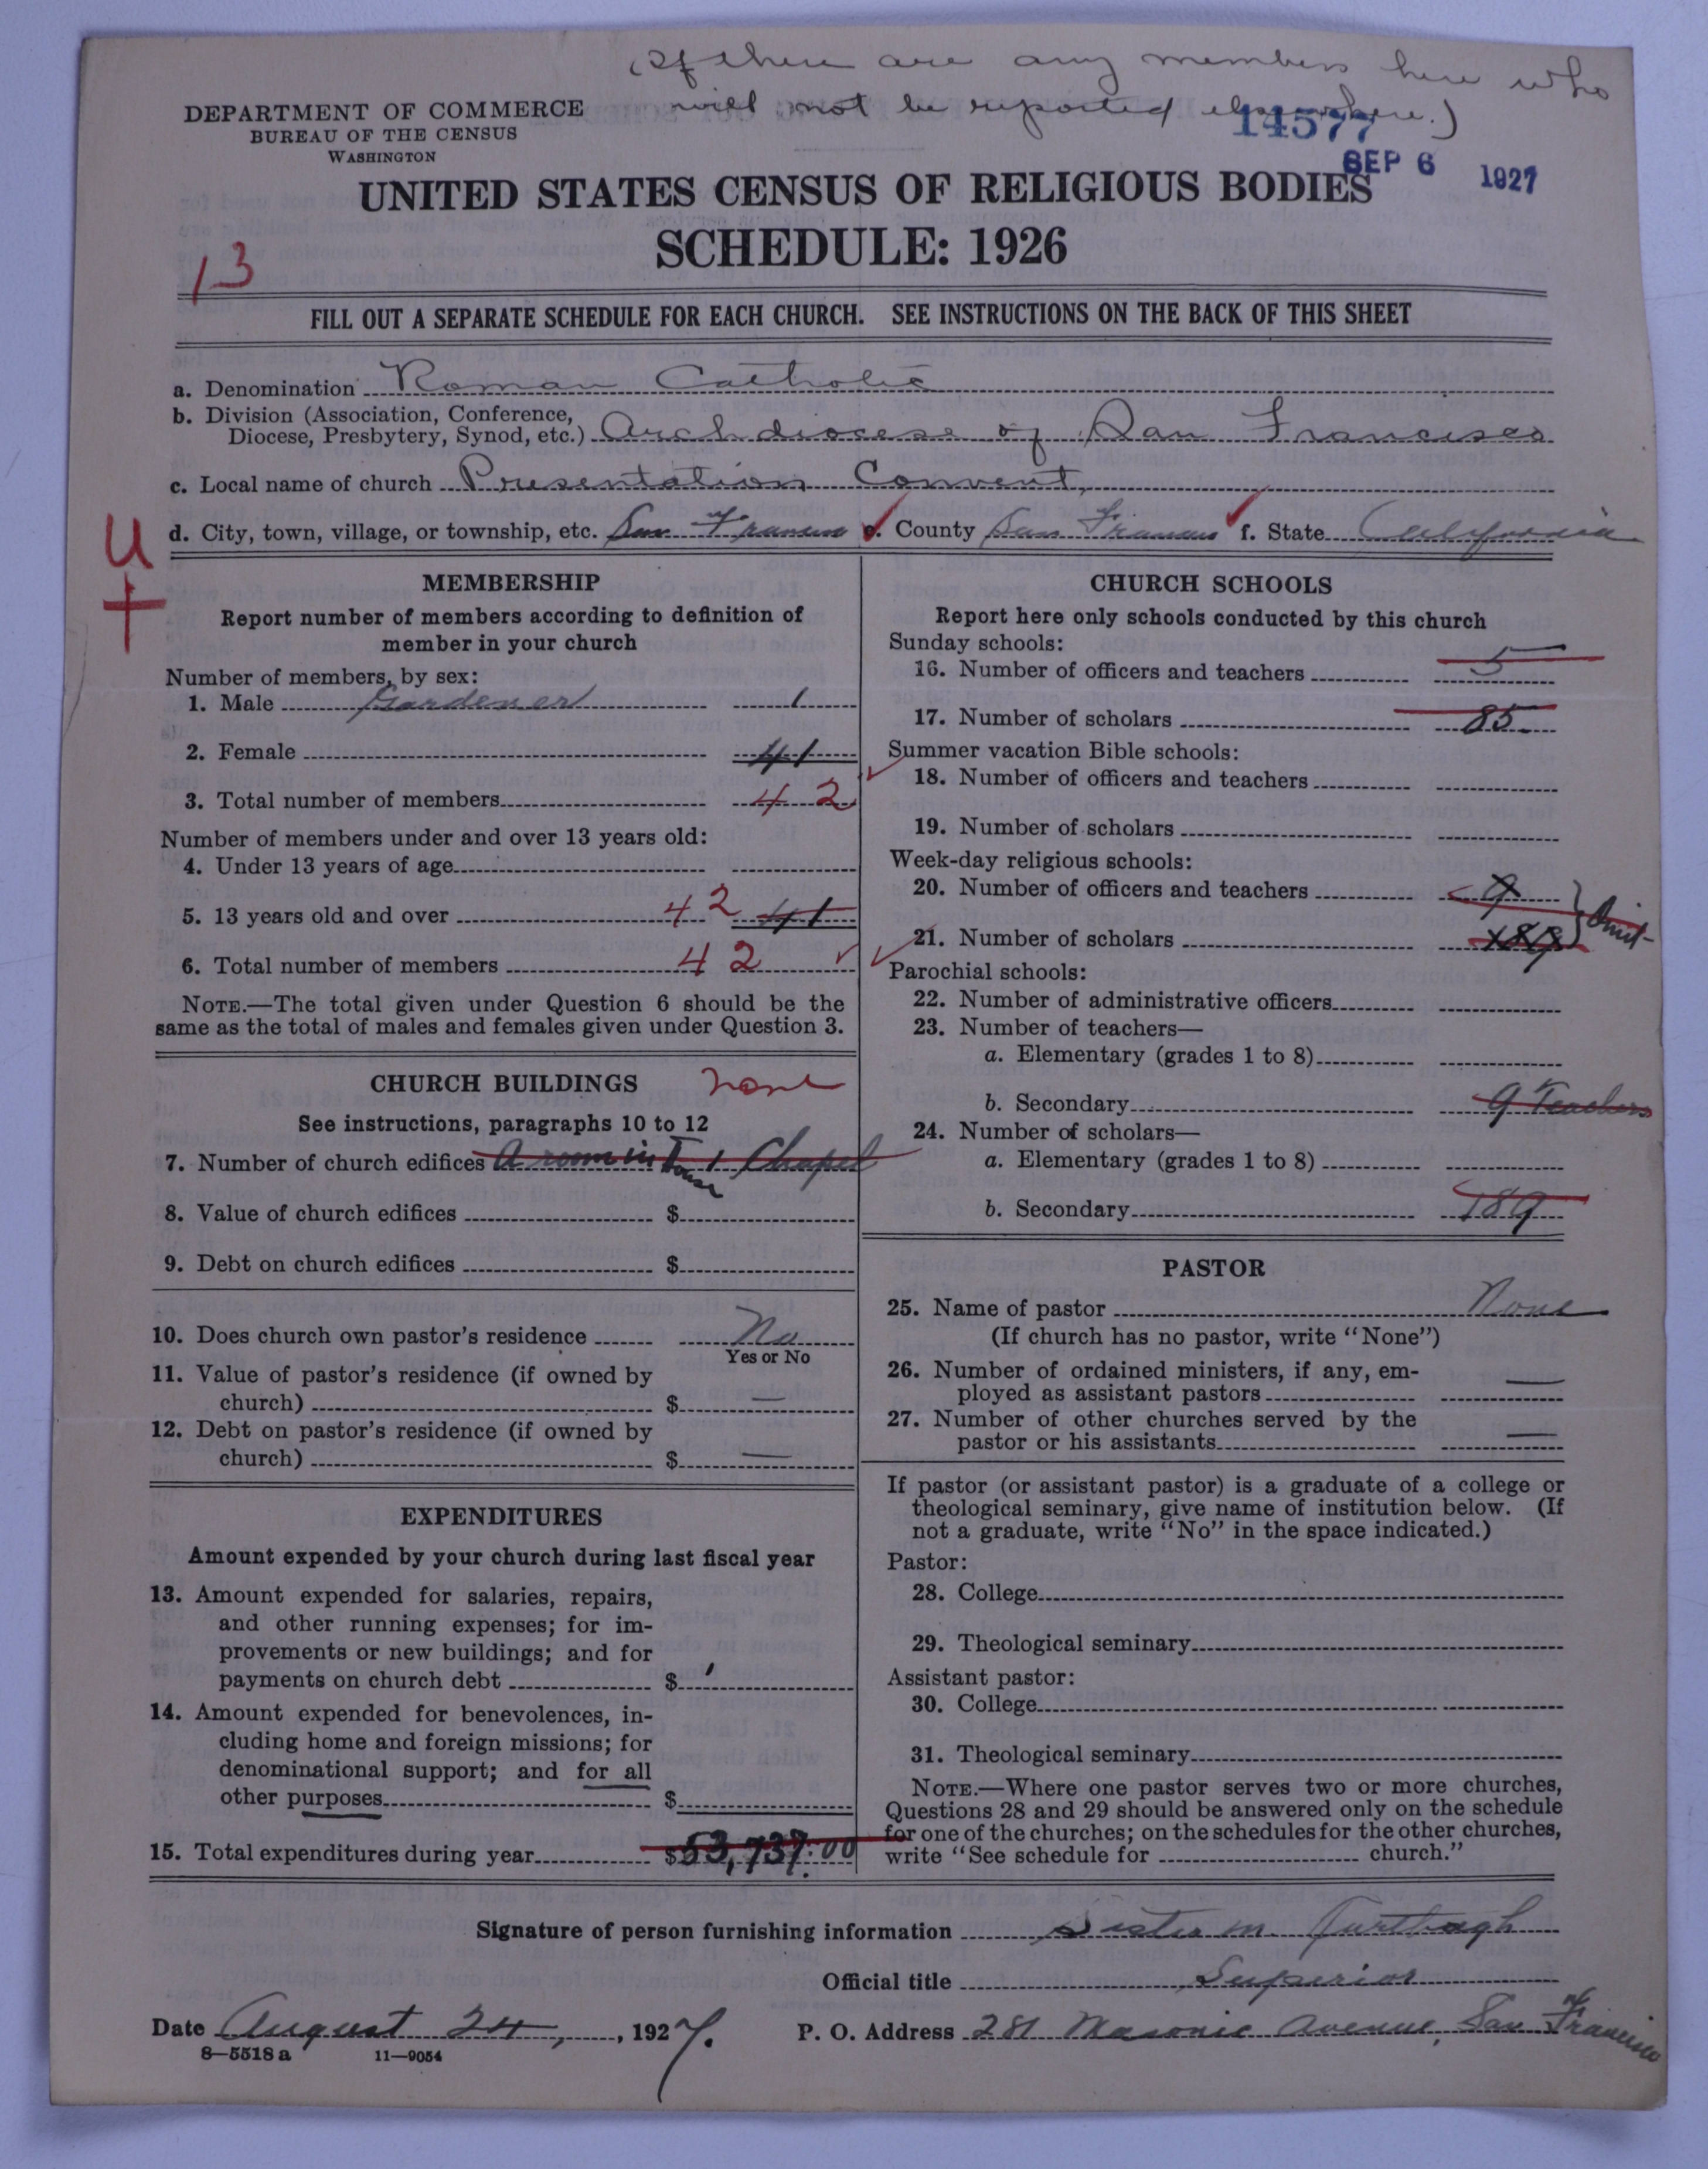 (If there are any members here who
will not be reported elsewhere.)
DEPARTMENT OF COMMERCE
BUREAU OF THE CENSUS
WASHINGTON
14577
SEP 6 1927
UNITED STATES CENSUS OF RELIGIOUS BODIES
SCHEDULE: 1926
13
FILL OUT A SEPARATE SCHEDULE FOR EACH CHURCH. SEE INSTRUCTIONS ON THE BACK OF THIS SHEET
a. Denomination Roman Catholic
b. Division (Association, Conference,
Diocese, Presbytery, Synod, etc.) Archdiocese of San Francisco
c. Local name of church Presentation Convent,
d. City, town, village, or township, etc. San Francisco e. County San Francisco f. State California
U
MEMBERSHIP
Report number of members according to definition of
member in your church
Number of members, by sex:
1. Male Gardener 1
2. Female 41
3. Total number of members 42
Number of members under and over 13 years old:
4. Under 13 years of age
5. 13 years old and over 42 41
6. Total number of members 42
NOTE.—The total given under Question 6 should be the
same as the total of males and females given under Question 3.
CHURCH BUILDINGS none
See instructions, paragraphs 10 to 12
7. Number of church edifices A room in House 1 Chapel
8. Value of church edifices $
9. Debt on church edifices $
10. Does church own pastor's residence No
Yes or No
11. Value of pastor's residence (if owned by
church) $ —
12. Debt on pastor's residence (if owned by
church) $ —
EXPENDITURES
Amount expended by your church during last fiscal year
13. Amount expended for salaries, repairs,
and other running expenses; for im-
provements or new buildings; and for
payments on church debt $
14. Amount expended for benevolences, in-
cluding home and foreign missions; for
denominational support; and for all
other purposes $
15. Total expenditures during year $53,737.00
CHURCH SCHOOLS
Report here only schools conducted by this church
Sunday schools:
16. Number of officers and teachers 5
17. Number of scholars 85
Summer vacation Bible schools:
18. Number of officers and teachers
19. Number of scholars
Week-day religious schools:
20. Number of officers and teachers 9
Omit
21. Number of scholars 189
Parochial schools:
22. Number of administrative officers
23. Number of teachers—
a. Elementary (grades 1 to 8)
b. Secondary 9 Teachers
24. Number of scholars—
a. Elementary (grades 1 to 8)
b. Secondary 189
PASTOR
25. Name of pastor None
(If church has no pastor, write "None")
26. Number of ordained ministers, if any, em-
ployed as assistant pastors —
27. Number of other churches served by the
pastor or his assistants —
If pastor (or assistant pastor) is a graduate of a college or
theological seminary, give name of institution below. (If
not a graduate, write "No" in the space indicated.)
Pastor:
28. College
29. Theological seminary
Assistant pastor:
30. College
31. Theological seminary
NOTE.—Where one pastor serves two or more churches,
Questions 28 and 29 should be answered only on the schedule
for one of the churches; on the schedules for the other churches,
write "See schedule for church."
Signature of person furnishing information Sister M.
Official title Superior
Date August 24, 1927. P. O. Address 281 Masonic Avenue, San Francisco
8—5518 a 11—9054